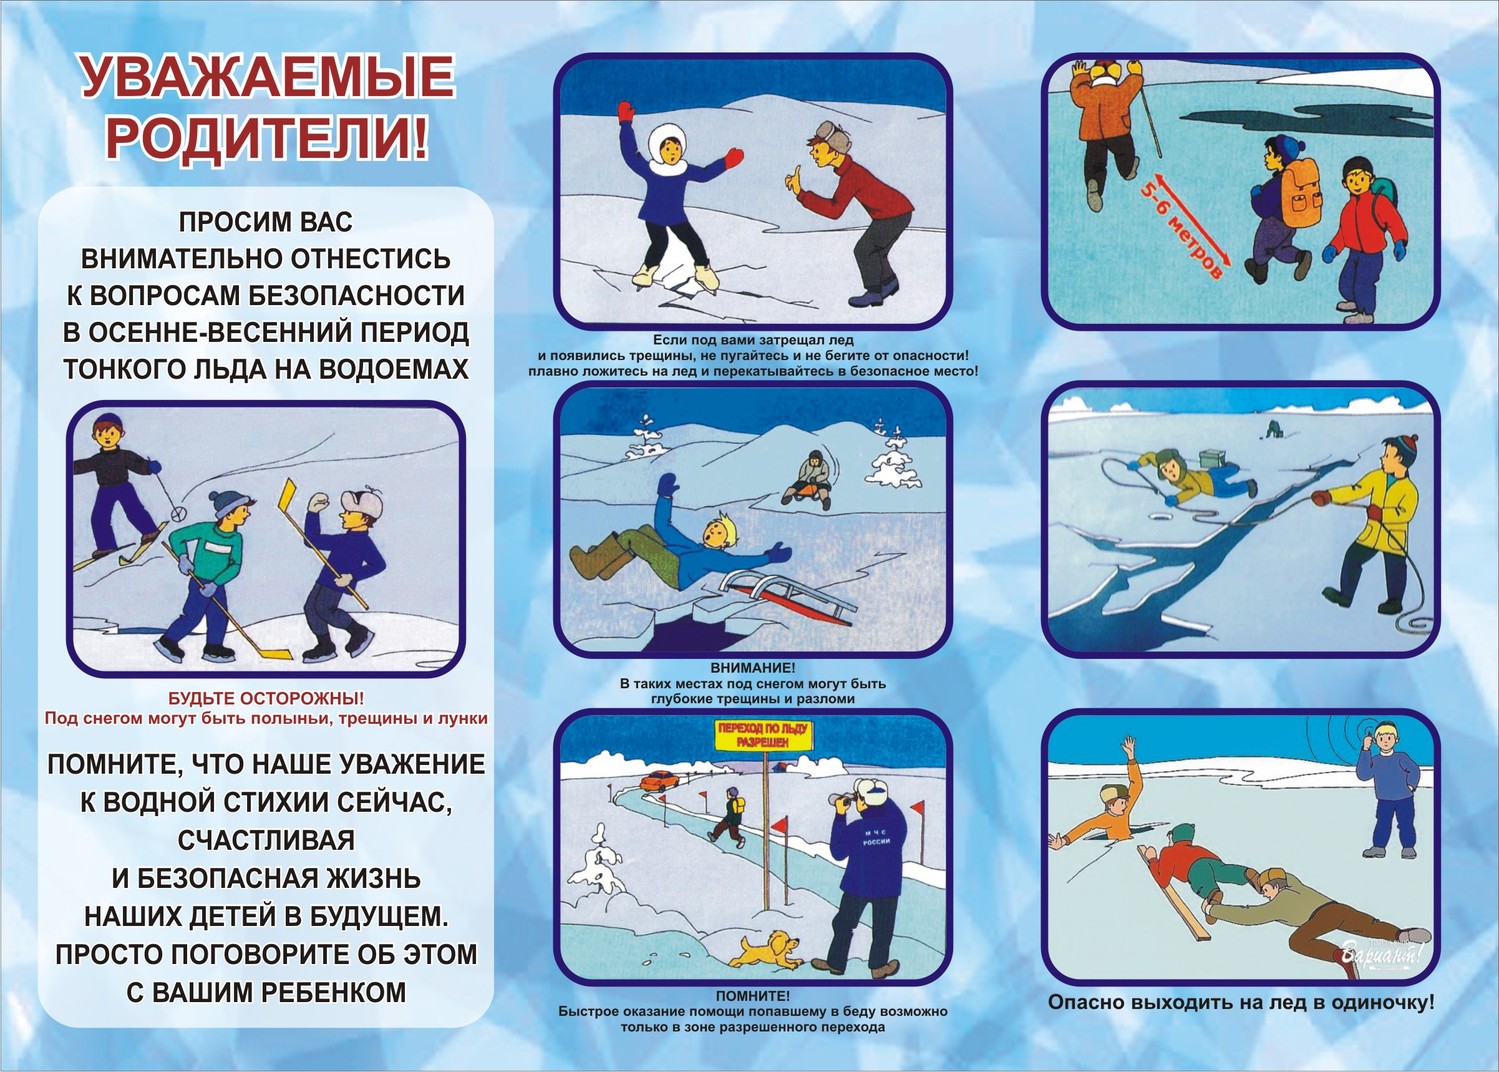 УВАЖАЕМЫЕ
РОДИТЕЛИ!
ПРОСИМ ВАС
ВНИМАТЕЛЬНО ОТНЕСТИСЬ
К ВОПРОСАМ БЕЗОПАСНОСТИ
В ОСЕННЕ-ВЕСЕННИЙ ПЕРИОД
ТОНКОГО ЛЬДА НА ВОДОЕМАХ
БУДЬТЕ ОСТОРОЖНЫ!
Под снегом могут быть полыньи, трещины и лунки
ПОМНИТЕ, ЧТО НАШЕ УВАЖЕНИЕ
К ВОДНОЙ СТИХИИ СЕЙЧАС,
СЧАСТЛИВАЯ
И БЕЗОПАСНАЯ ЖИЗНЬ
НАШИХ ДЕТЕЙ В БУДУЩЕМ.
ПРОСТО ПОГОВОРИТЕ ОБ ЭТОМ
С ВАШИМ РЕБЕНКОМ
Если под вами затрещал лед
и появились трещины, не пугайтесь и не бегите от опасности!
плавно ложитесь на лед и перекатывайтесь в безопасное место!
ВНИМАНИЕ!
В таких местах под снегом могут быть
глубокие трещины и разломи
ПЕРЕХОД ПО ЛЬДУ
РАЗРЕШЕН
МЧС
РОССИИ
ПОМНИТЕ!
Быстрое оказание помощи попавшему в беду возможно
только в зоне разрешенного перехода
5-6 метров
Вариант!
Опасно выходить на лед в одиночку!